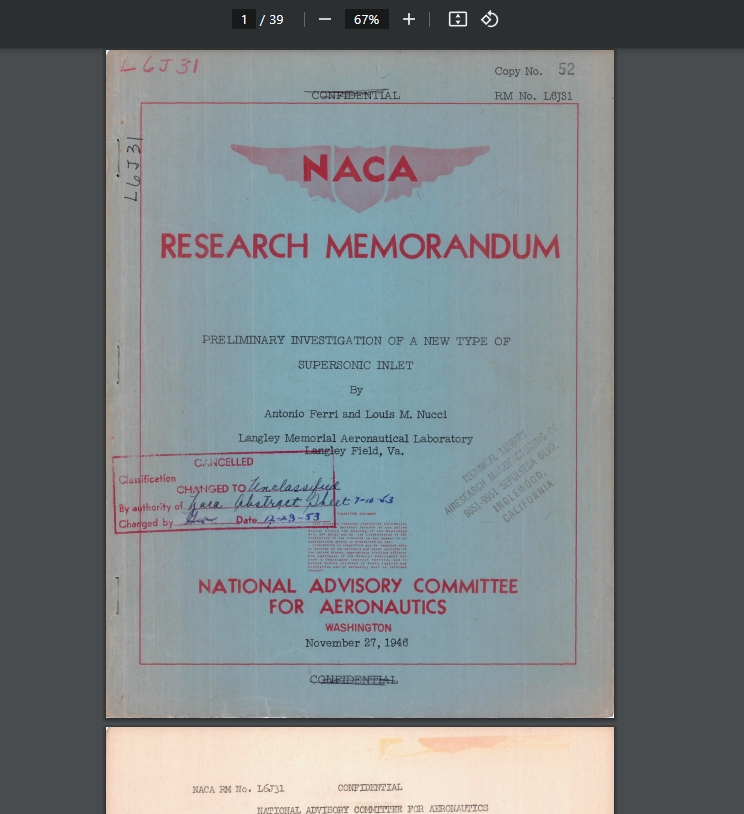 1 / 39 67%
L6J31
Copy No. 52
CONFIDENTIAL
RM No. L6J31
L6J31
NACA
RESEARCH MEMORANDUM
PRELIMINARY INVESTIGATION OF A NEW TYPE OF
SUPERSONIC INLET
By
Antonio Ferri and Louis M. Nucci
Langley Memorial Aeronautical Laboratory
Langley Field, Va.
TECHNICAL LIBRARY
AIRESEARCH MANUFACTURING CO
9851-9951 SEPULVEDA BLVD.
INGLEWOOD,
CALIFORNIA
CANCELLED
Classification
CHANGED TO Unclassified
By authority of Naca Abstract Sheet 7-10-53
Changed by Date 12-23-53
NATIONAL ADVISORY COMMITTEE
FOR AERONAUTICS
WASHINGTON
November 27, 1946
CONFIDENTIAL
NACA RM No. L6J31 CONFIDENTIAL
NATIONAL ADVISORY COMMITTEE FOR AERONAUTICS